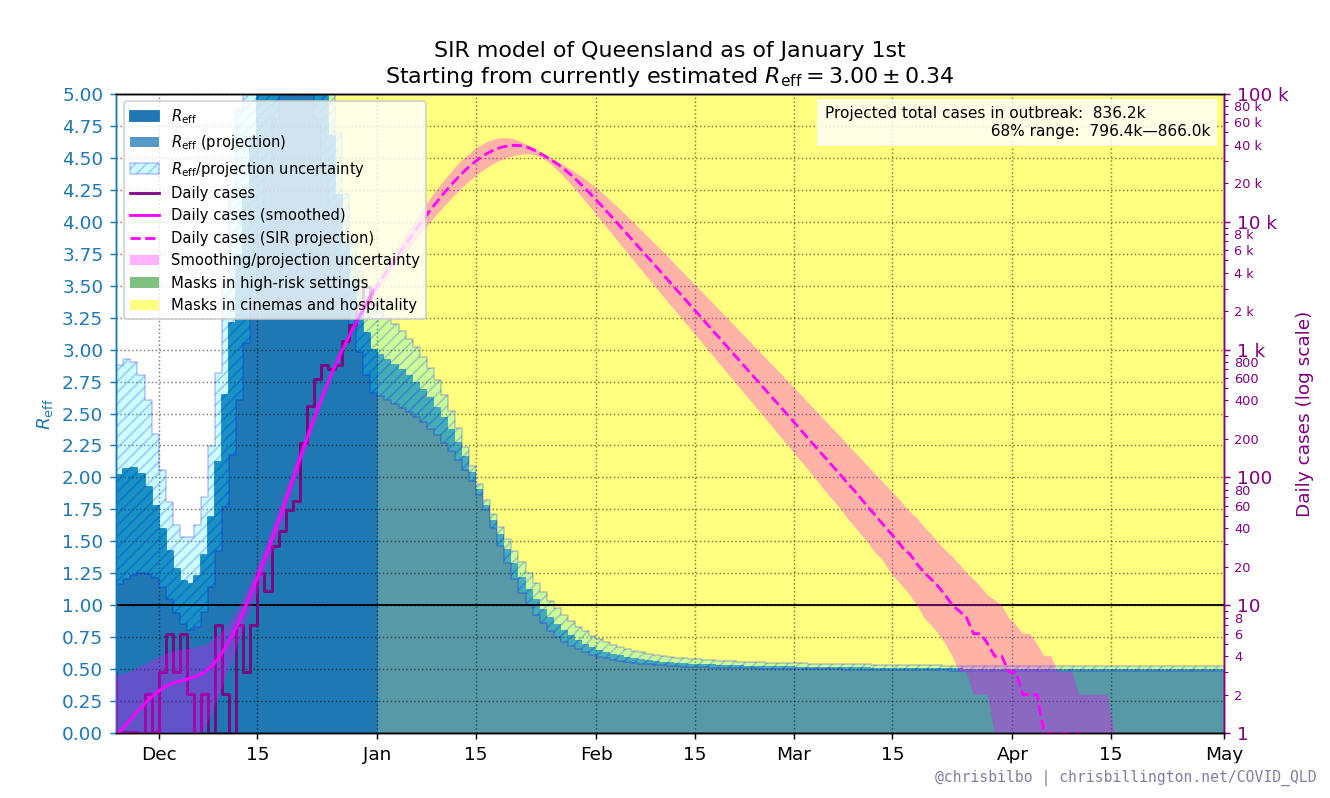 SIR model of Queensland as of January 1st
Starting from currently estimated Reff = 3.00 ± 0.34
Projected total cases in outbreak: 836.2k
68% range: 796.4k—866.0k
Reff
Reff (projection)
Reff/projection uncertainty
Daily cases
Daily cases (smoothed)
Daily cases (SIR projection)
Smoothing/projection uncertainty
Masks in high-risk settings
Masks in cinemas and hospitality
Reff
5.00
4.75
4.50
4.25
4.00
3.75
3.50
3.25
3.00
2.75
2.50
2.25
2.00
1.75
1.50
1.25
1.00
0.75
0.50
0.25
0.00
Dec 15 Jan 15 Feb 15 Mar 15 Apr 15 May
100 k
80 k
60 k
40 k
20 k
10 k
8 k
6 k
4 k
2 k
1 k
800
600
400
200
100
80
60
40
20
10
8
6
4
2
1
Daily cases (log scale)
@chrisbilbo | chrisbillington.net/COVID_QLD